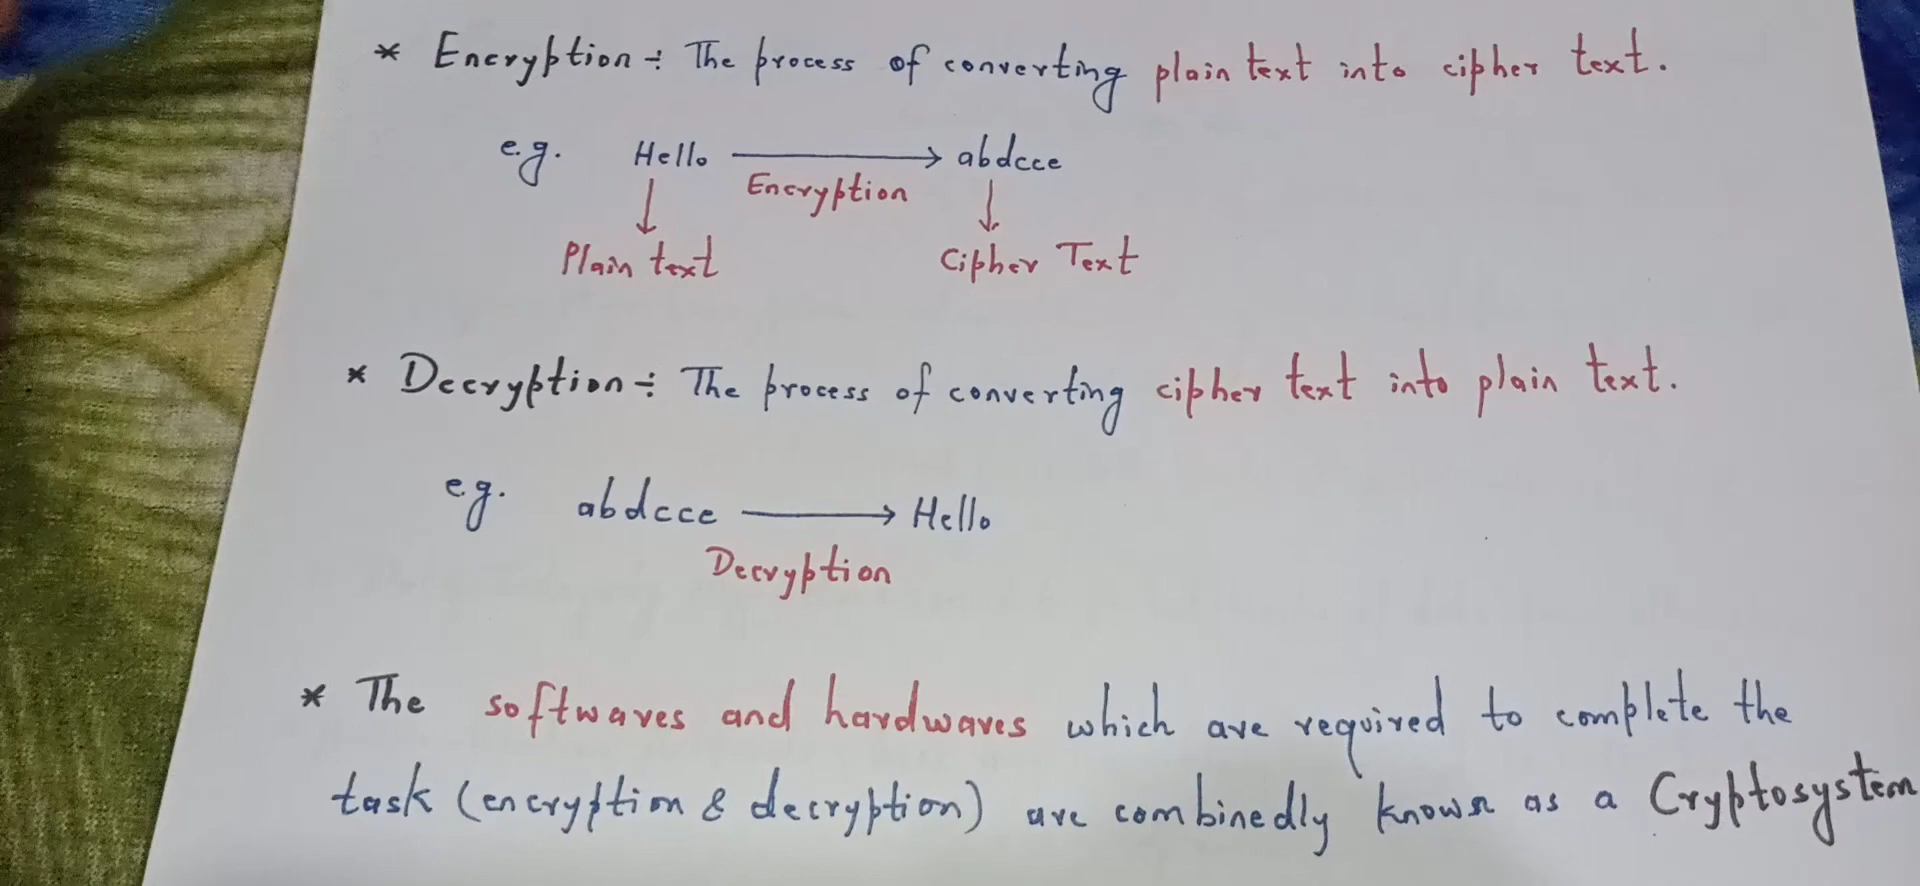 * Encryption ÷ The process of converting plain text into cipher text.
e.g. Hello → abdcce
Encryption
Plain text Cipher Text
* Decryption ÷ The process of converting cipher text into plain text.
e.g. abdcce → Hello
Decryption
* The softwares and hardwares which are required to complete the
task (encryption & decryption) are combinedly known as a Cryptosystem